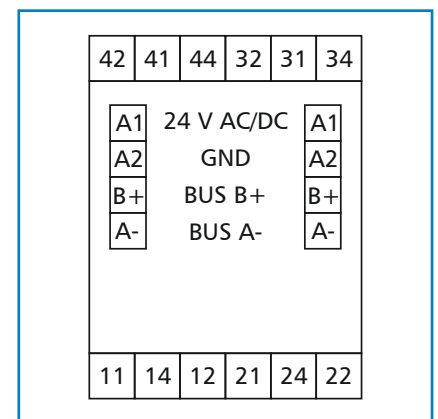 42 41 44 32 31 34
A1 24 V AC/DC A1
A2 GND A2
B+ BUS B+ B+
A- BUS A- A-
11 14 12 21 24 22